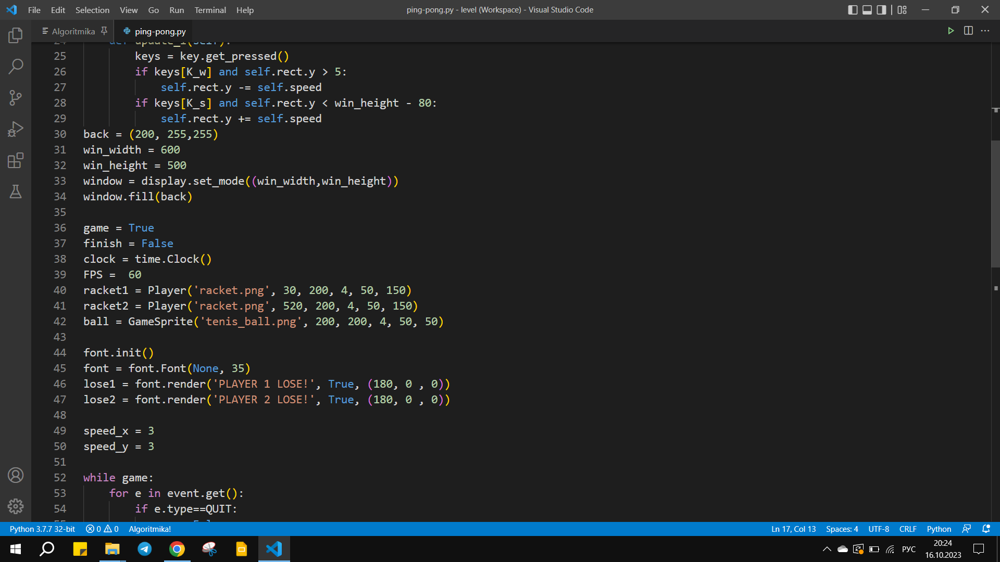 File Edit Selection View Go Run Terminal Help
ping-pong.py - level (Workspace) - Visual Studio Code
Algoritmika ping-pong.py
24 def update_l(self):
25 keys = key.get_pressed()
26 if keys[K_w] and self.rect.y > 5:
27 self.rect.y -= self.speed
28 if keys[K_s] and self.rect.y < win_height - 80:
29 self.rect.y += self.speed
30 back = (200, 255,255)
31 win_width = 600
32 win_height = 500
33 window = display.set_mode((win_width,win_height))
34 window.fill(back)
35
36 game = True
37 finish = False
38 clock = time.Clock()
39 FPS =  60
40 racket1 = Player('racket.png', 30, 200, 4, 50, 150)
41 racket2 = Player('racket.png', 520, 200, 4, 50, 150)
42 ball = GameSprite('tenis_ball.png', 200, 200, 4, 50, 50)
43
44 font.init()
45 font = font.Font(None, 35)
46 lose1 = font.render('PLAYER 1 LOSE!', True, (180, 0 , 0))
47 lose2 = font.render('PLAYER 2 LOSE!', True, (180, 0 , 0))
48
49 speed_x = 3
50 speed_y = 3
51
52 while game:
53 for e in event.get():
54 if e.type==QUIT:
Python 3.7.7 32-bit 0 0 Algoritmika!
Ln 17, Col 13 Spaces: 4 UTF-8 CRLF Python
РУС
20:24
16.10.2023